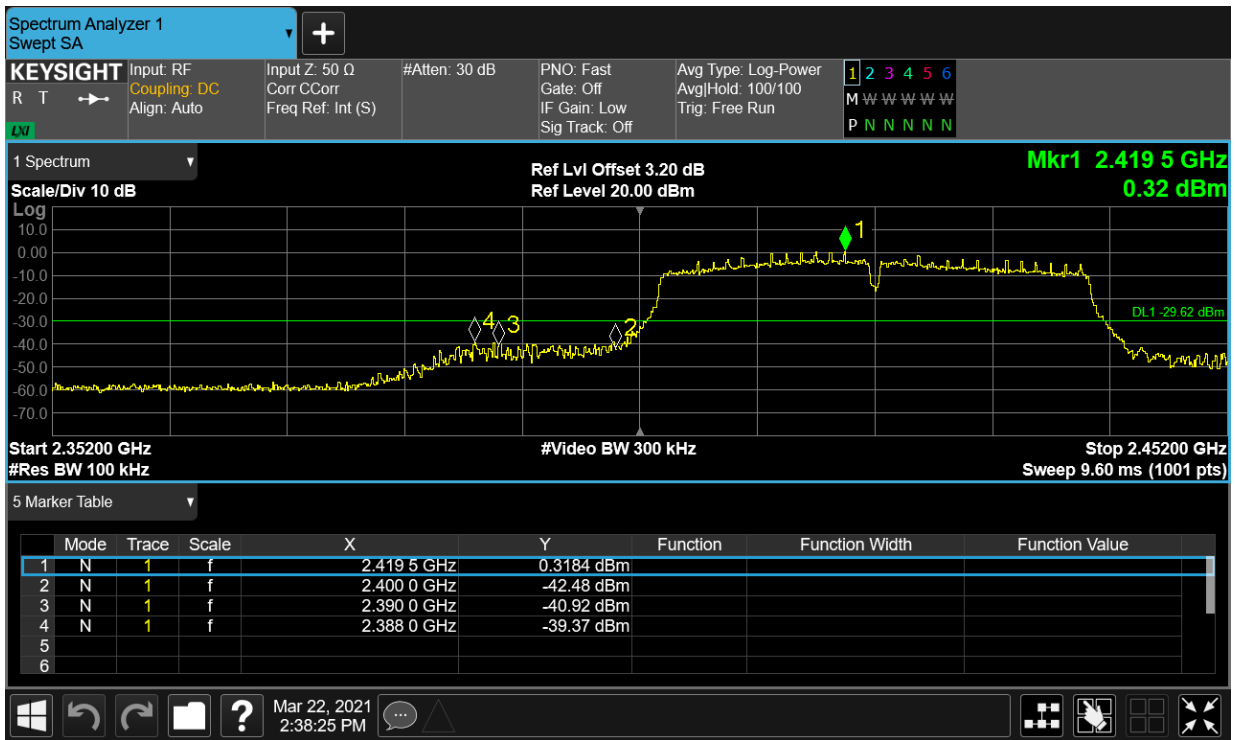 Spectrum Analyzer 1
Swept SA
+
KEYSIGHT Input: RF Input Z: 50 Ω #Atten: 30 dB PNO: Fast Avg Type: Log-Power 1 2 3 4 5 6
R T Coupling: DC Corr CCorr Gate: Off Avg|Hold: 100/100 M W W W W W
Align: Auto Freq Ref: Int (S) IF Gain: Low Trig: Free Run
LXI Sig Track: Off P N N N N N
1 Spectrum Ref Lvl Offset 3.20 dB Mkr1 2.419 5 GHz
Scale/Div 10 dB Ref Level 20.00 dBm 0.32 dBm
Log
10.0 1
0.00
-10.0
-20.0
-30.0 4 3 2 DL1 -29.62 dBm
-40.0
-50.0
-60.0
-70.0
Start 2.35200 GHz #Video BW 300 kHz Stop 2.45200 GHz
#Res BW 100 kHz Sweep 9.60 ms (1001 pts)
5 Marker Table
Mode Trace Scale X Y Function Function Width Function Value
1 N 1 f 2.419 5 GHz 0.3184 dBm
2 N 1 f 2.400 0 GHz -42.48 dBm
3 N 1 f 2.390 0 GHz -40.92 dBm
4 N 1 f 2.388 0 GHz -39.37 dBm
5
6
? Mar 22, 2021
2:38:25 PM